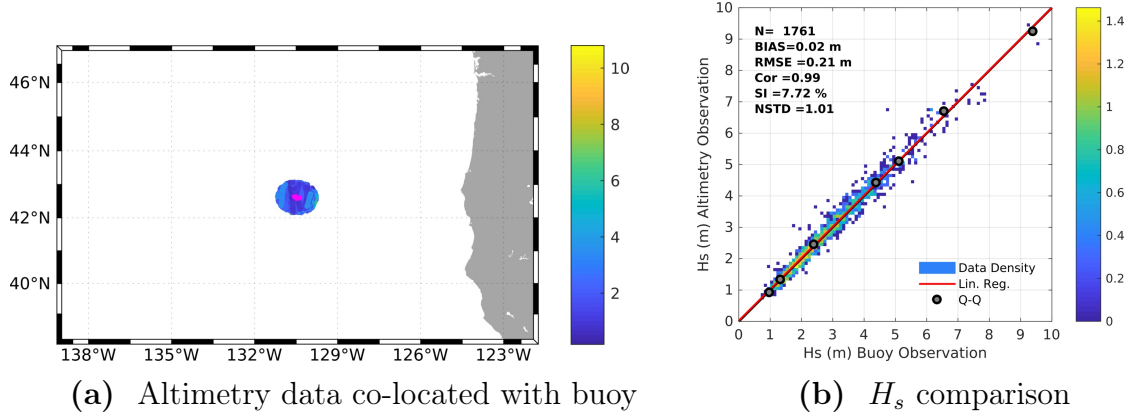 46°N
44°N
42°N
40°N
138°W 135°W 132°W 129°W 126°W 123°W
10
8
6
4
2
(a) Altimetry data co-located with buoy
10
9
8
7
6
5
4
3
2
1
0
Hs (m) Altimetry Observation
N= 1761
BIAS=0.02 m
RMSE =0.21 m
Cor =0.99
SI =7.72 %
NSTD =1.01
Data Density
Lin. Reg.
Q-Q
0 1 2 3 4 5 6 7 8 9 10
Hs (m) Buoy Observation
1.4
1.2
1
0.8
0.6
0.4
0.2
0
(b) Hₛ comparison